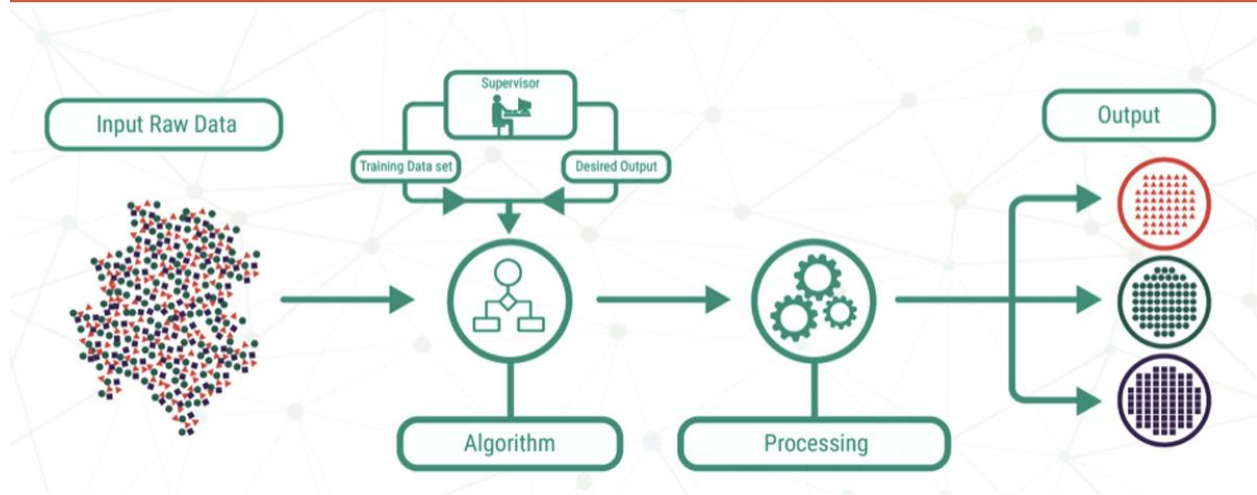 Input Raw Data
Supervisor
Training Data set
Desired Output
Algorithm
Processing
Output